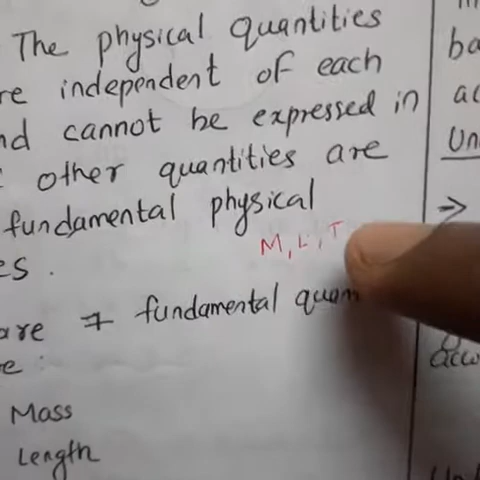 The physical quantities
re independent of each
nd cannot be expressed in
other quantities are
fundamental physical
es.
M, L, T
are 7 fundamental quan
e:
Mass
Length
ba
ac
Un
→
acw